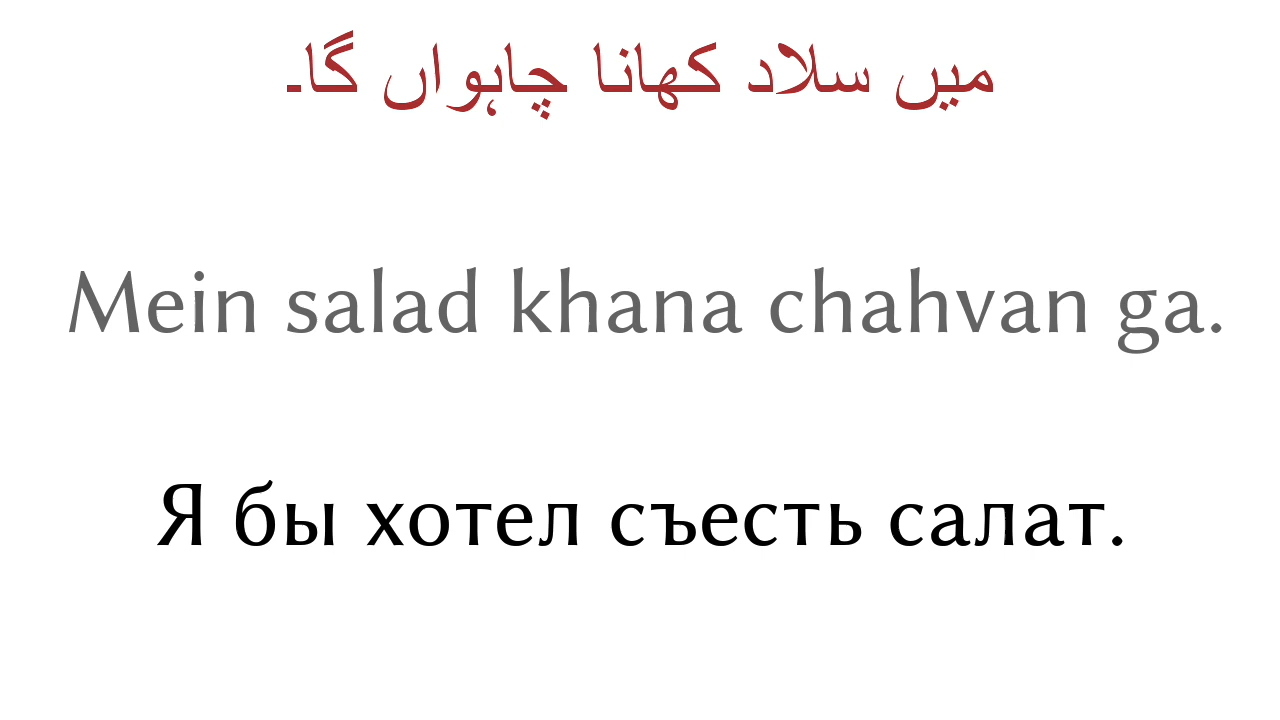 میں سلاد کھانا چاہواں گا۔
Mein salad khana chahvan ga.
Я бы хотел съесть салат.